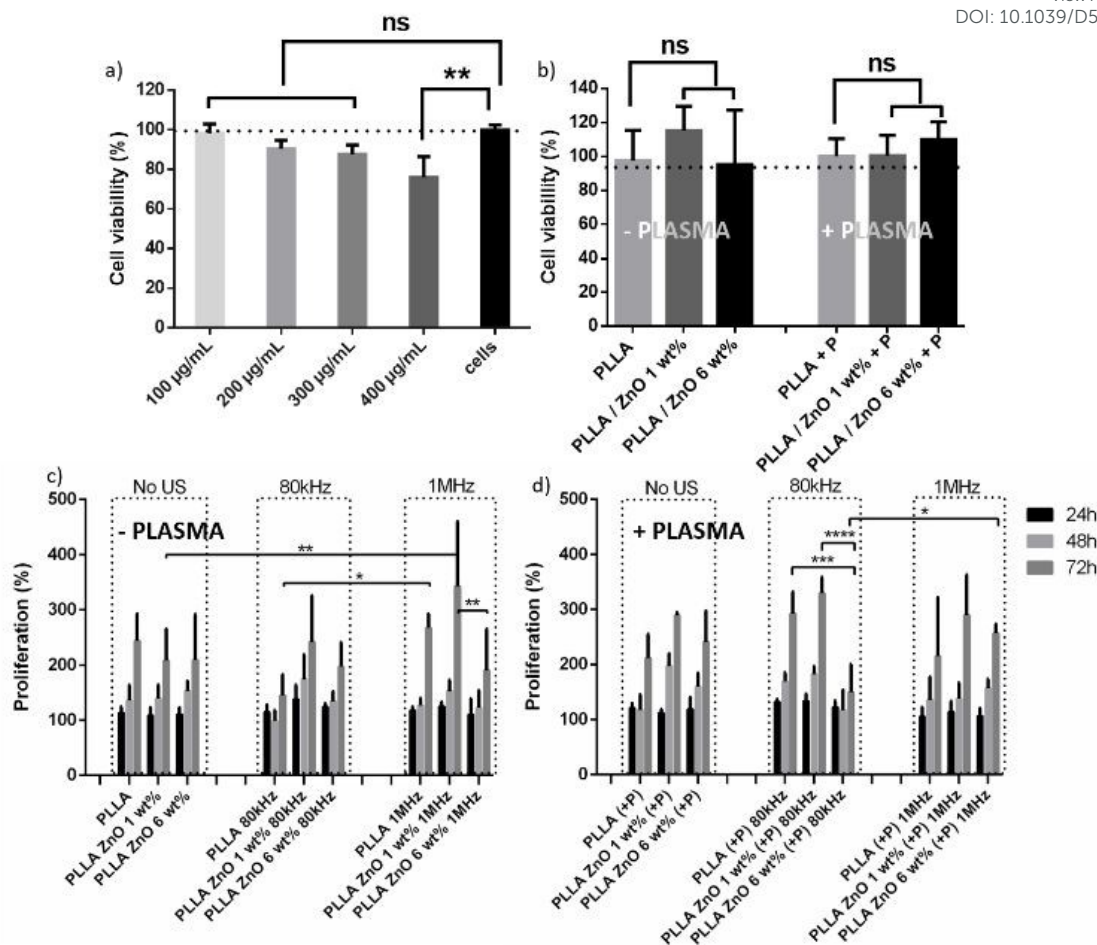 DOI: 10.1039/D5
a)
ns
**
Cell viabillity (%)
120
100
80
60
40
20
0
100 µg/mL
200 µg/mL
300 µg/mL
400 µg/mL
cells
b)
ns
ns
Cell viabillity (%)
140
120
100
80
60
40
20
0
- PLASMA
+ PLASMA
PLLA
PLLA / ZnO 1 wt%
PLLA / ZnO 6 wt%
PLLA + P
PLLA / ZnO 1 wt% + P
PLLA / ZnO 6 wt% + P
c)
No US
80kHz
1MHz
- PLASMA
**
*
**
Proliferation (%)
500
400
300
200
100
0
PLLA
PLLA ZnO 1 wt%
PLLA ZnO 6 wt%
PLLA 80kHz
PLLA ZnO 1 wt% 80kHz
PLLA ZnO 6 wt% 80kHz
PLLA 1MHz
PLLA ZnO 1 wt% 1MHz
PLLA ZnO 6 wt% 1MHz
d)
No US
80kHz
1MHz
+ PLASMA
*
****
***
Proliferation (%)
500
400
300
200
100
0
PLLA (+P)
PLLA ZnO 1 wt% (+P)
PLLA ZnO 6 wt% (+P)
PLLA (+P) 80kHz
PLLA ZnO 1 wt% (+P) 80kHz
PLLA ZnO 6 wt% (+P) 80kHz
PLLA (+P) 1MHz
PLLA ZnO 1 wt% (+P) 1MHz
PLLA ZnO 6 wt% (+P) 1MHz
24h
48h
72h